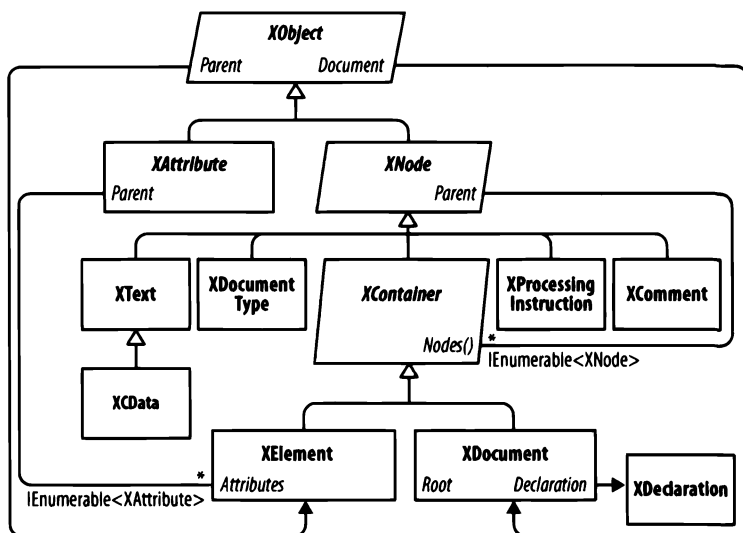 XObject
Parent Document
XAttribute
Parent
XNode
Parent
XText
XDocument
Type
XContainer
Nodes()
XProcessing
Instruction
XComment
*
IEnumerable<XNode>
XCData
XElement
Attributes
*
IEnumerable<XAttribute>
XDocument
Root Declaration
XDeclaration